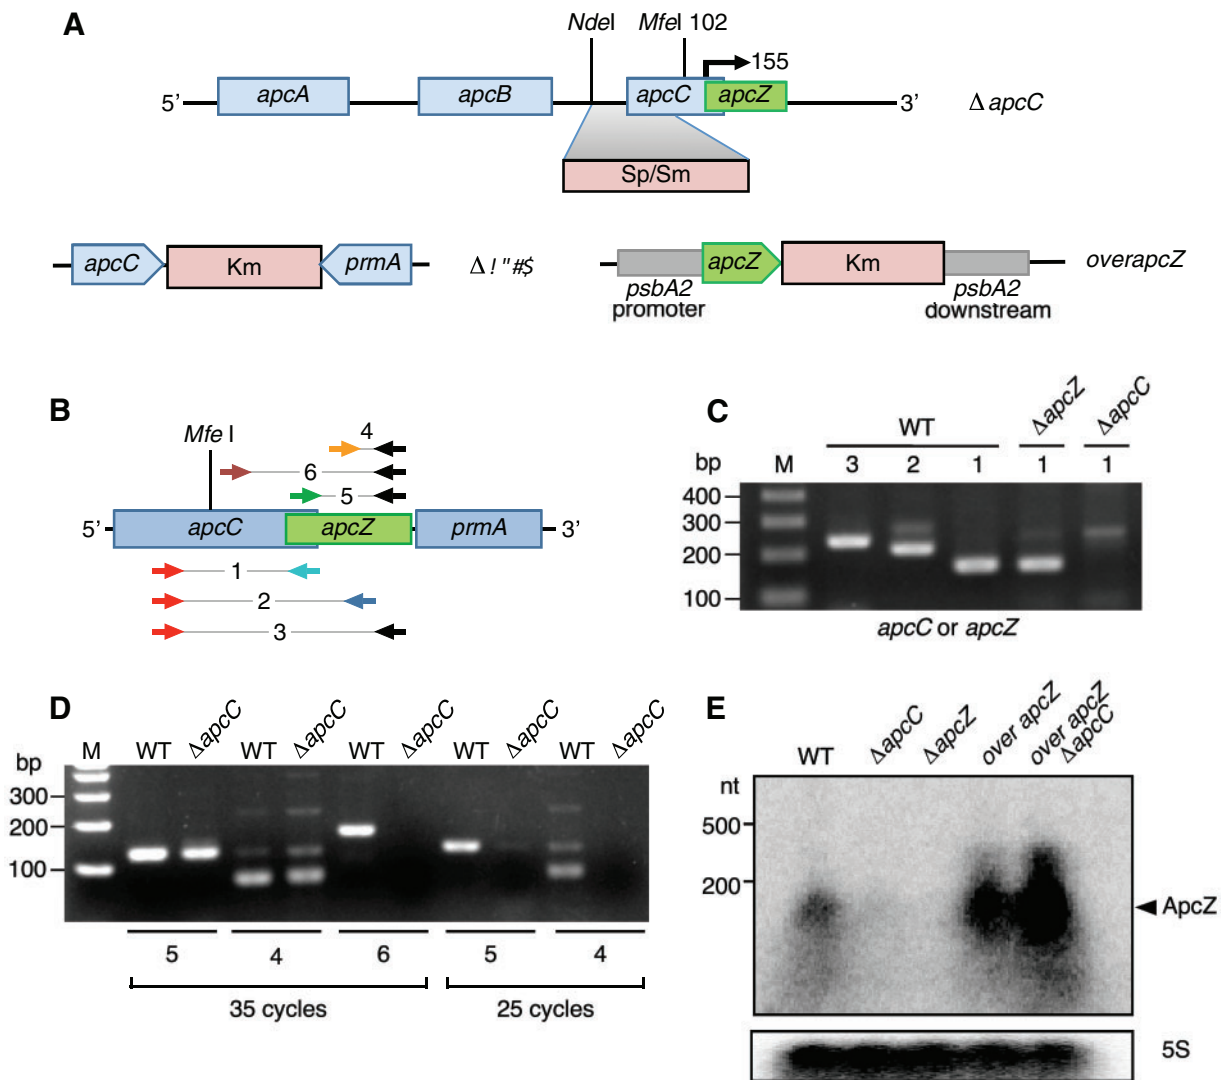 A
NdeI MfeI 102
155
5’ apcA apcB apcC apcZ 3’ Δ apcC
Sp/Sm
apcC Km prmA Δ ! "#$
apcZ Km overapcZ
psbA2 psbA2
promoter downstream
B
Mfe I
4
6
5
5’ apcC apcZ prmA 3’
1
2
3
C
WT ΔapcZ ΔapcC
bp M 3 2 1 1 1
400
300
200
100
apcC or apcZ
D
M WT ΔapcC WT ΔapcC WT ΔapcC WT ΔapcC WT ΔapcC
bp
300
200
100
5 4 6 5 4
35 cycles 25 cycles
E
WT ΔapcC ΔapcZ over apcZ over apcZ ΔapcC
nt
500
200
ApcZ
5S